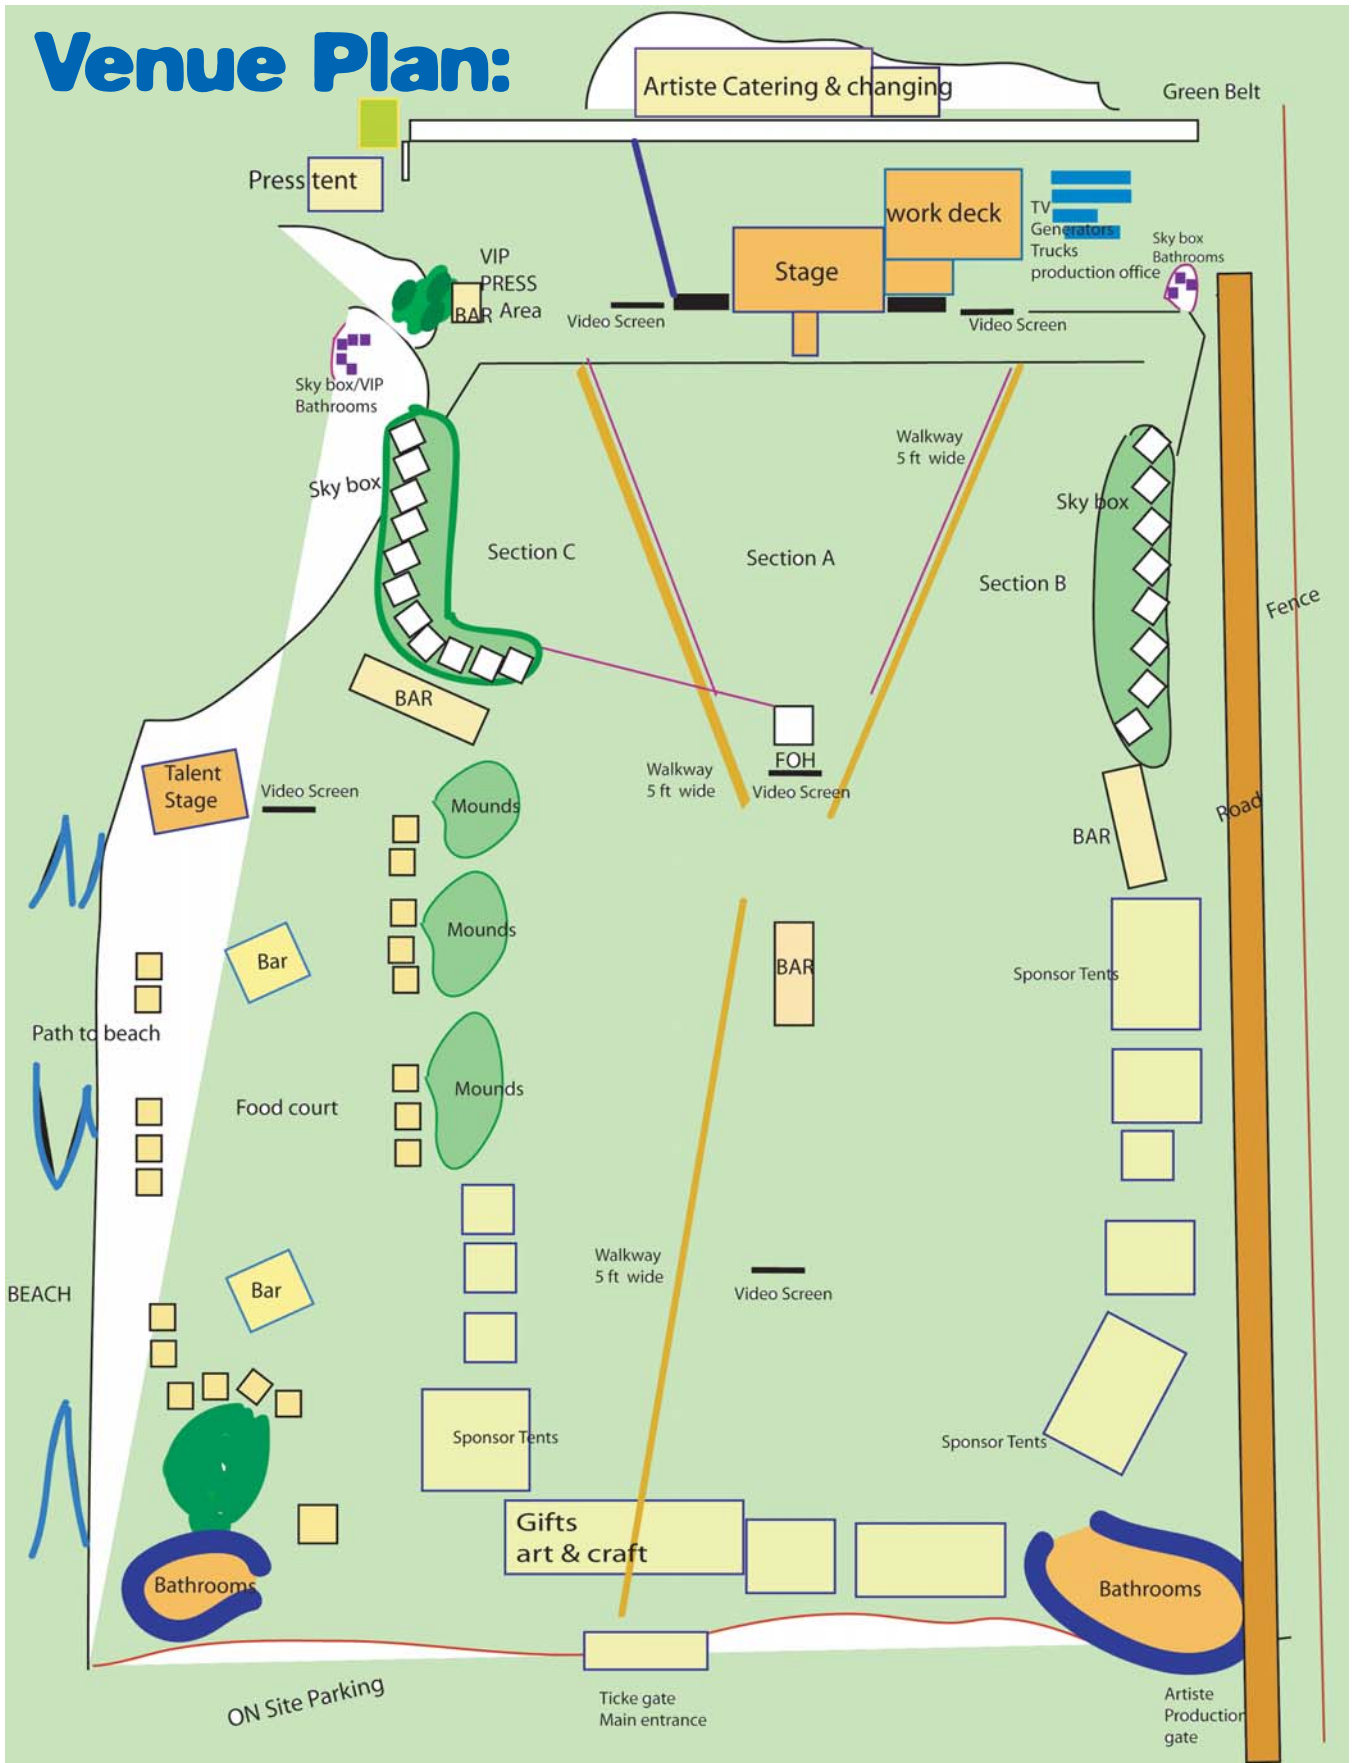 Venue Plan:
Artiste Catering & changing
Green Belt
Press tent
work deck
TV
Generators
Trucks
production office
Sky box
Bathrooms
VIP
PRESS
BAR Area
Stage
Video Screen
Video Screen
Sky box/VIP
Bathrooms
Walkway
5 ft wide
Sky box
Sky box
Section C
Section A
Section B
Fence
BAR
FOH
Walkway
5 ft wide
Video Screen
Talent
Stage
Video Screen
Mounds
Road
BAR
Mounds
Bar
BAR
Sponsor Tents
Path to beach
Mounds
Food court
Walkway
5 ft wide
Video Screen
BEACH
Bar
Sponsor Tents
Sponsor Tents
Gifts
art & craft
Bathrooms
Bathrooms
ON Site Parking
Ticke gate
Main entrance
Artiste
Production
gate